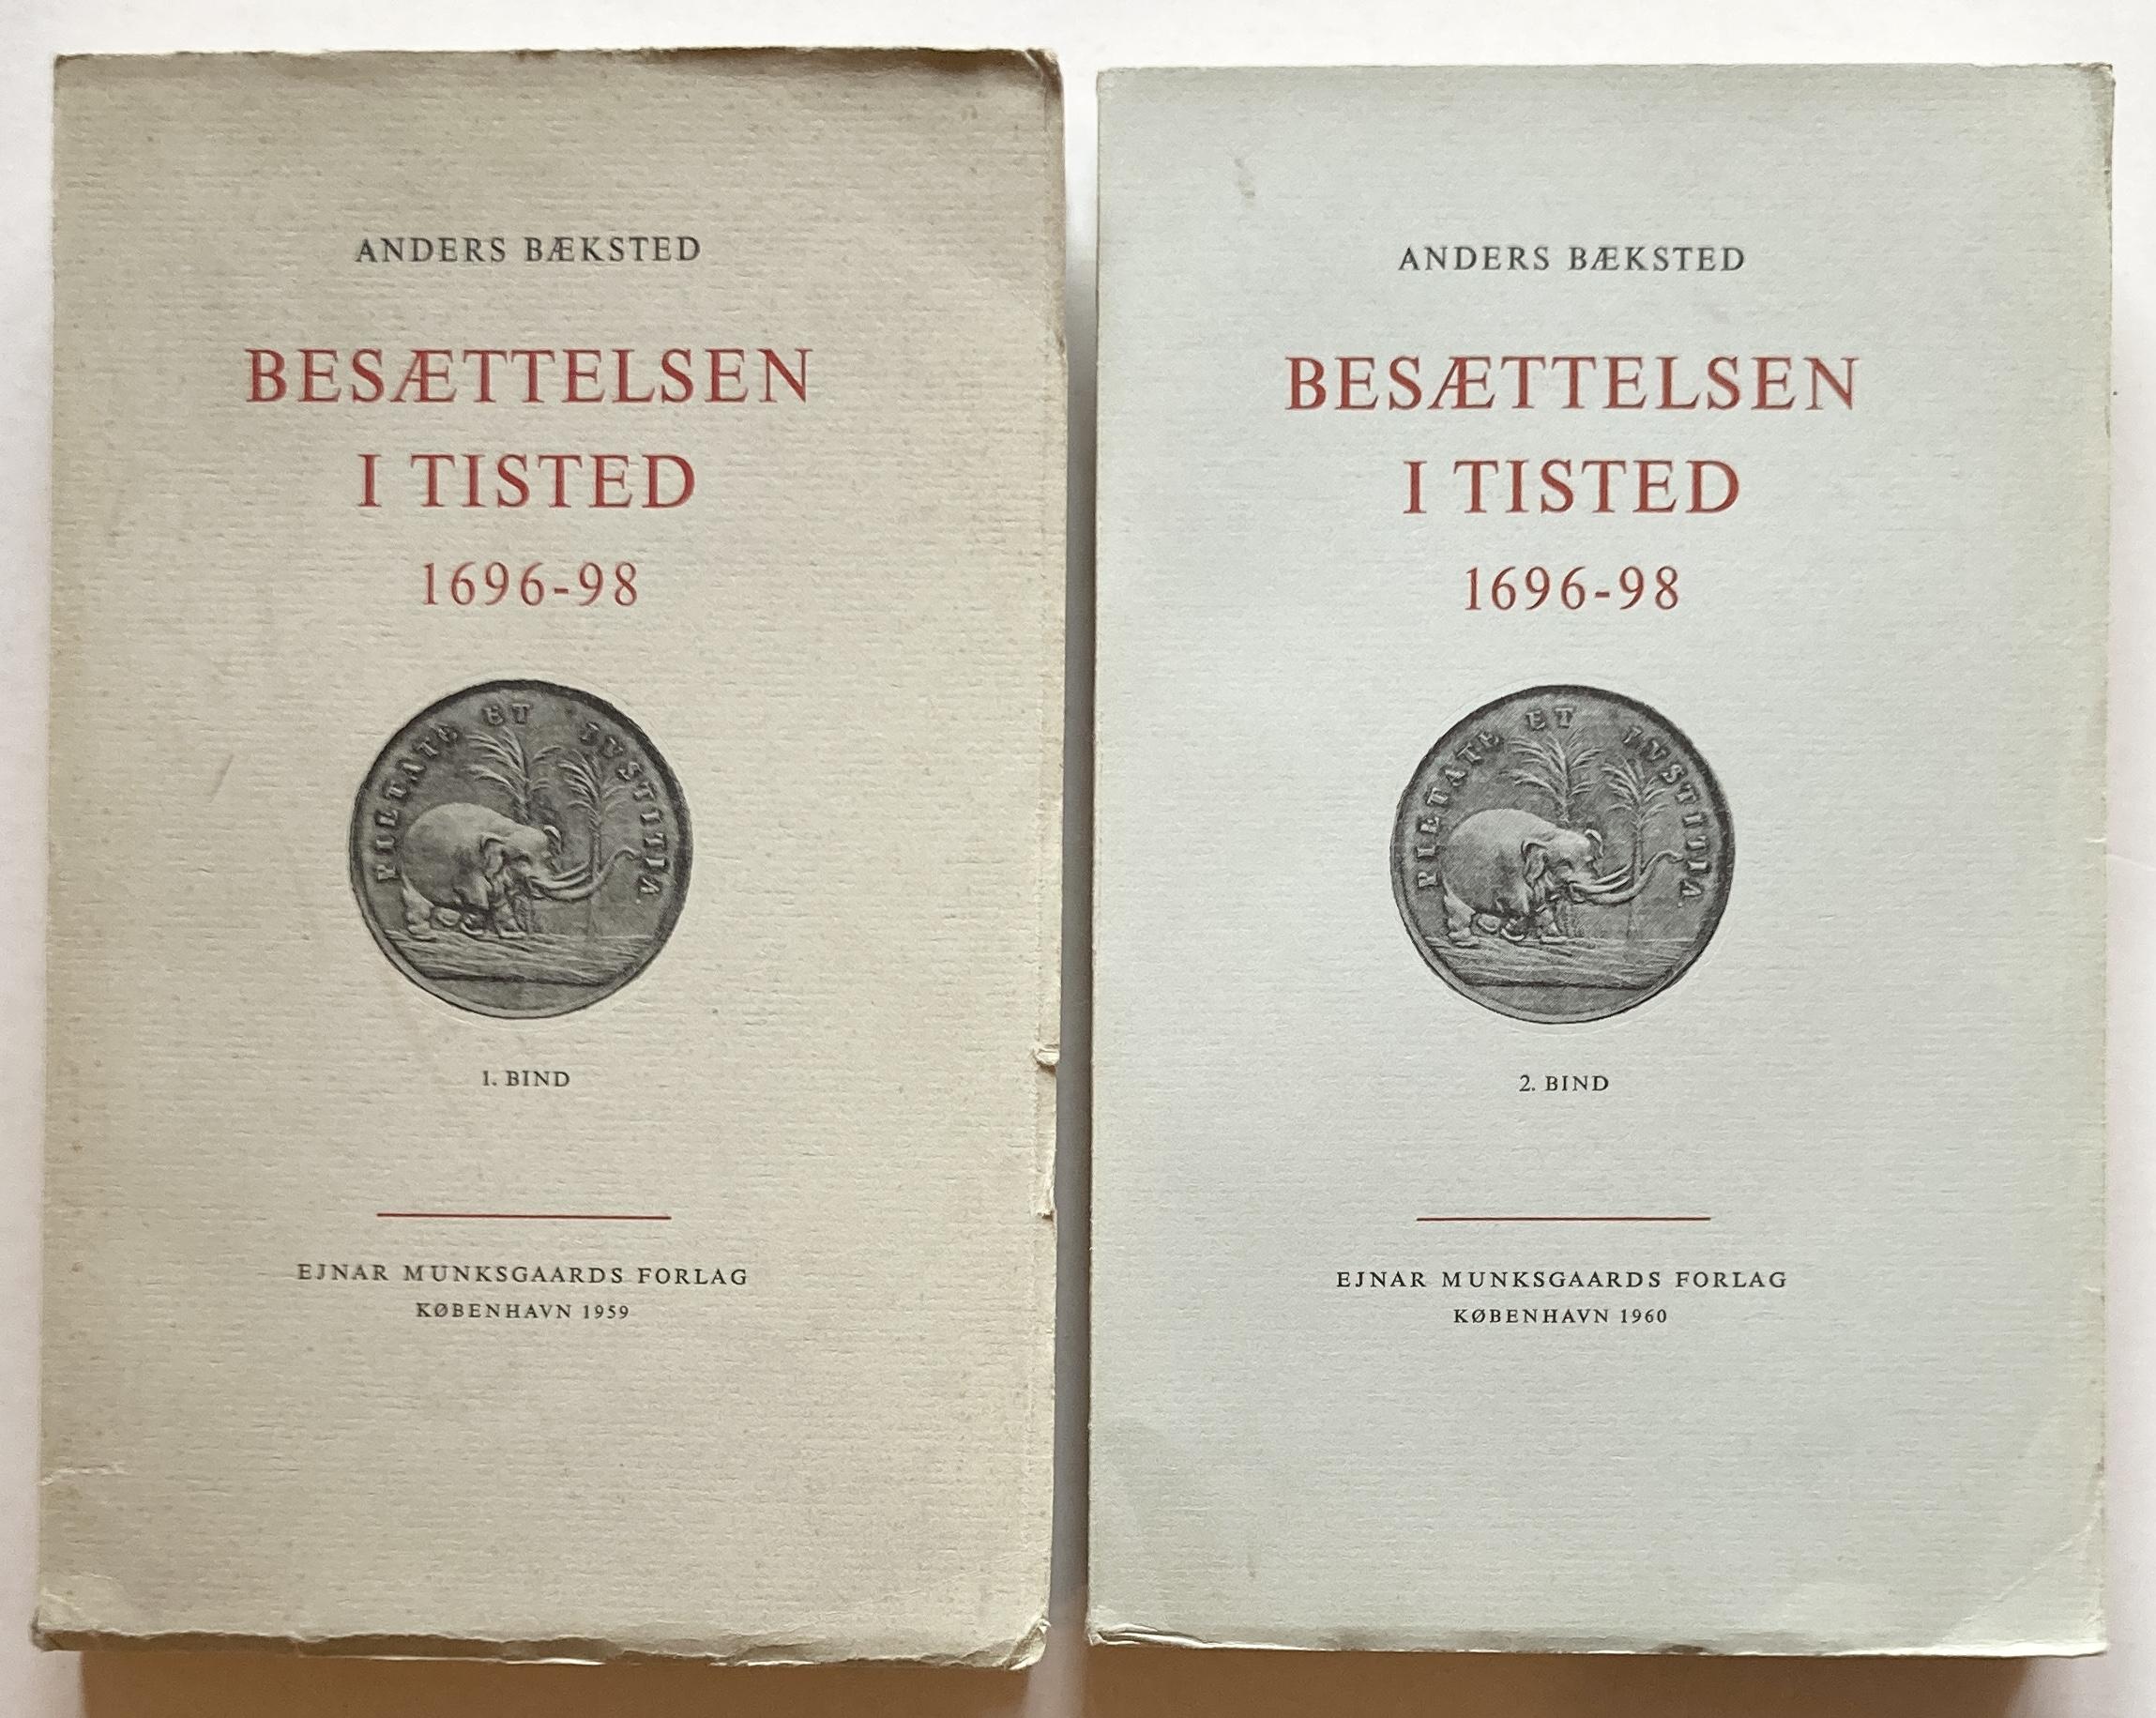 ANDERS BÆKSTED
BESÆTTELSEN
I TISTED
1696-98
PIETATE ET IVSTITIA
1. BIND
EJNAR MUNKSGAARDS FORLAG
KØBENHAVN 1959
ANDERS BÆKSTED
BESÆTTELSEN
I TISTED
1696-98
PIETATE ET IVSTITIA
2. BIND
EJNAR MUNKSGAARDS FORLAG
KØBENHAVN 1960